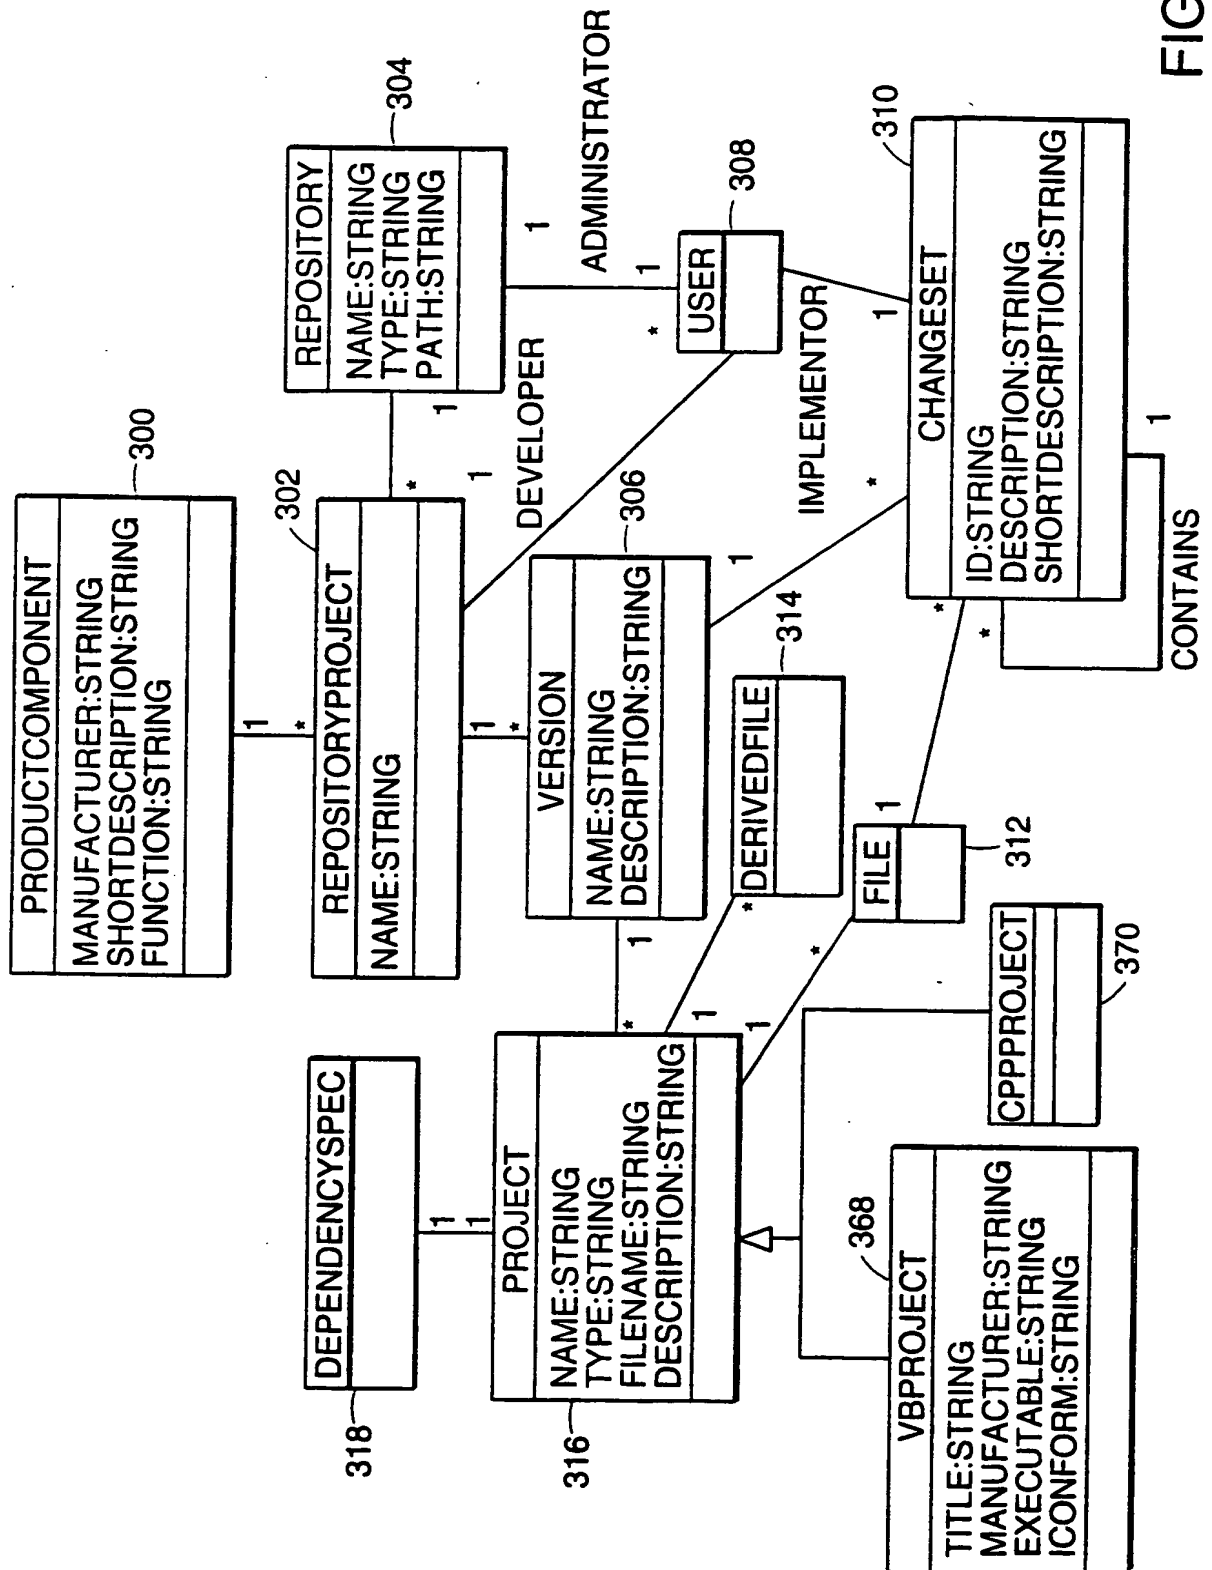 PRODUCTCOMPONENT
MANUFACTURER:STRING
SHORTDESCRIPTION:STRING
FUNCTION:STRING
300
1
*
REPOSITORYPROJECT
NAME:STRING
302
*
1
REPOSITORY
NAME:STRING
TYPE:STRING
PATH:STRING
304
1
ADMINISTRATOR
1
1
DEVELOPER
*
USER
308
1
*
VERSION
NAME:STRING
DESCRIPTION:STRING
306
1
*
IMPLEMENTOR
1
CHANGESET
ID:STRING
DESCRIPTION:STRING
SHORTDESCRIPTION:STRING
310
*
1
CONTAINS
*
1
FILE
312
*
1
DERIVEDFILE
314
*
1
1
*
DEPENDENCYSPEC
318
1
1
PROJECT
NAME:STRING
TYPE:STRING
FILENAME:STRING
DESCRIPTION:STRING
316
VBPROJECT
TITLE:STRING
MANUFACTURER:STRING
EXECUTABLE:STRING
ICONFORM:STRING
368
CPPPROJECT
370
FIG